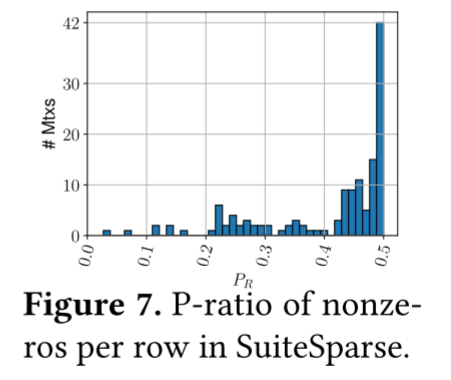 42
30
20
10
0
# Mtxs
0.0 0.1 0.2 0.3 0.4 0.5
P_R
Figure 7. P-ratio of nonze-
ros per row in SuiteSparse.